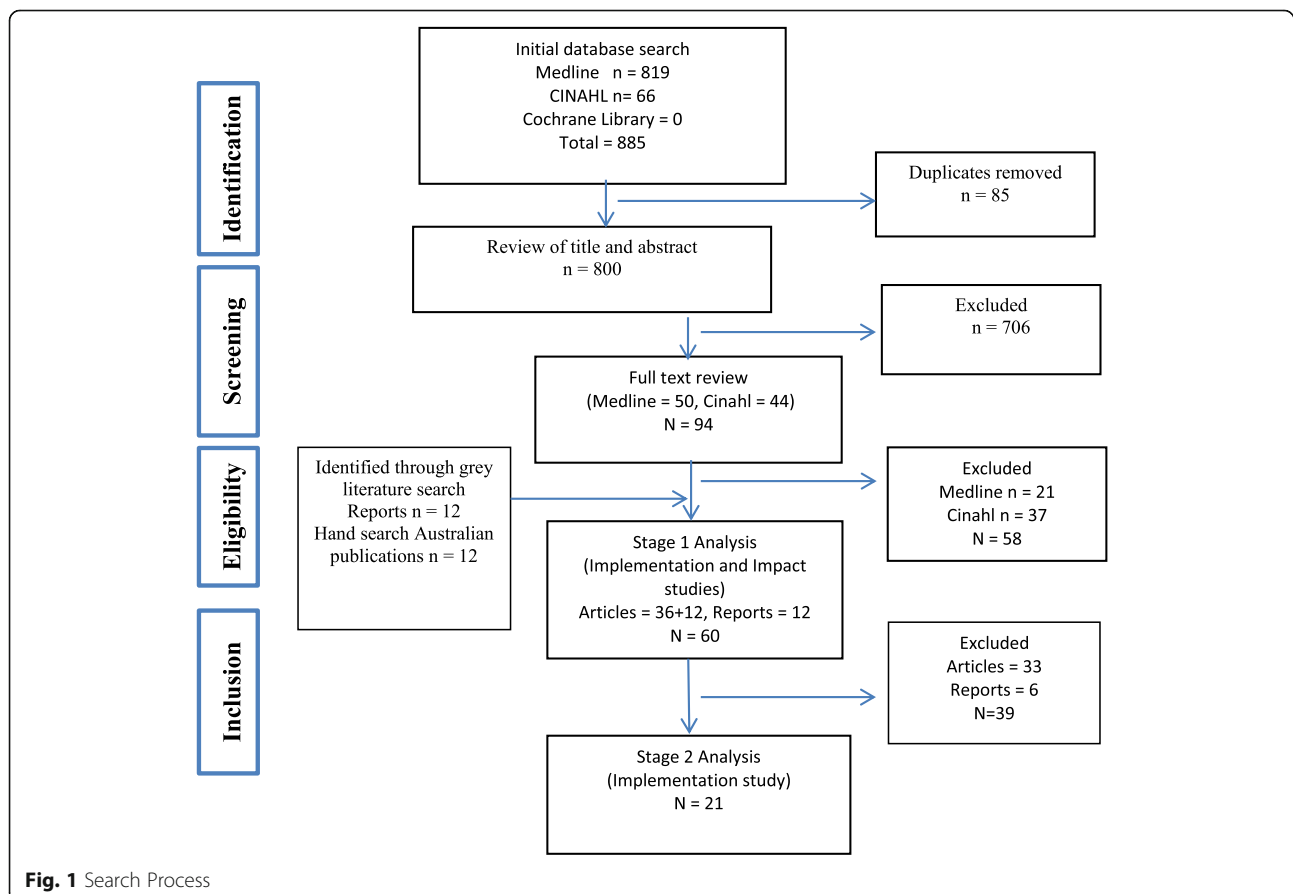 Initial database search
Medline n = 819
CINAHL n= 66
Cochrane Library = 0
Total = 885
Identification
Duplicates removed
n = 85
Review of title and abstract
n = 800
Screening
Excluded
n = 706
Full text review
(Medline = 50, Cinahl = 44)
N = 94
Eligibility
Identified through grey
literature search
Reports n = 12
Hand search Australian
publications n = 12
Excluded
Medline n = 21
Cinahl n = 37
N = 58
Stage 1 Analysis
(Implementation and Impact
studies)
Articles = 36+12, Reports = 12
N = 60
Inclusion
Excluded
Articles = 33
Reports = 6
N=39
Stage 2 Analysis
(Implementation study)
N = 21
Fig. 1 Search Process